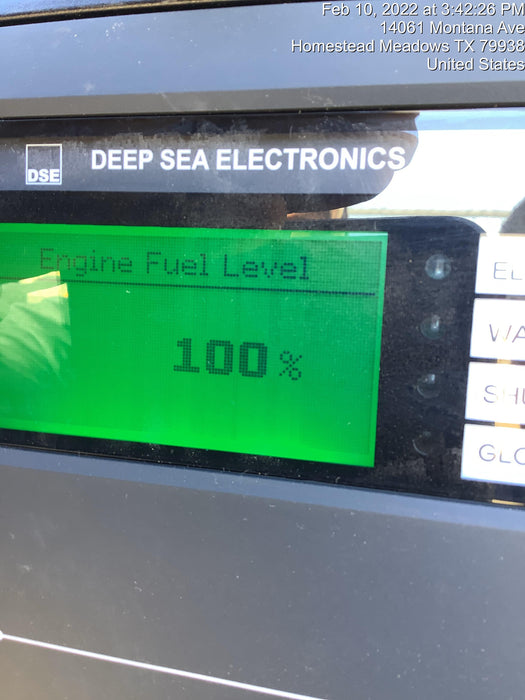 Feb 10, 2022 at 3:42:26 PM
14061 Montana Ave
Homestead Meadows TX 79938
United States
DSE
DEEP SEA ELECTRONICS
Engine Fuel Level
100 %